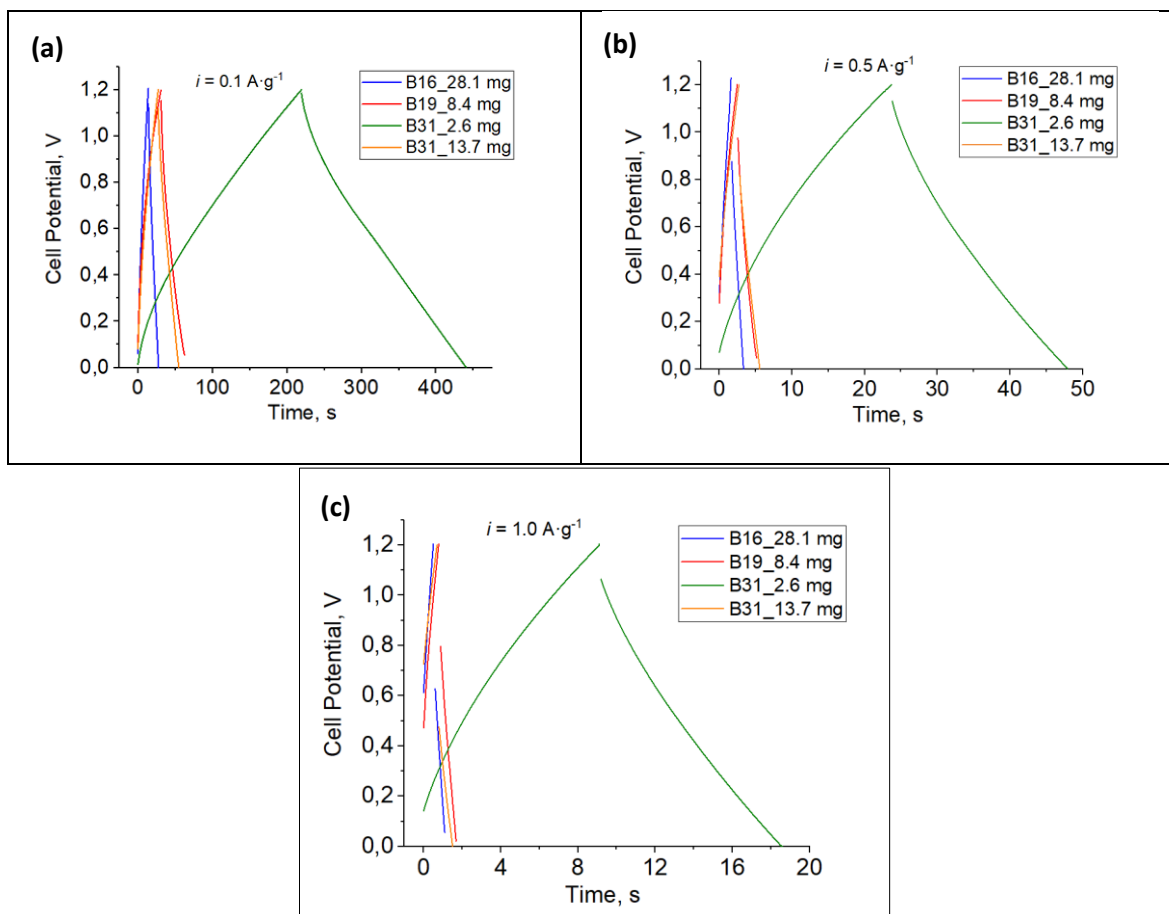 (a)
i = 0.1 A·g⁻¹
B16_28.1 mg
B19_8.4 mg
B31_2.6 mg
B31_13.7 mg
1,2
1,0
0,8
0,6
0,4
0,2
0,0
Cell Potential, V
0 100 200 300 400
Time, s
(b)
i = 0.5 A·g⁻¹
B16_28.1 mg
B19_8.4 mg
B31_2.6 mg
B31_13.7 mg
1,2
1,0
0,8
0,6
0,4
0,2
0,0
Cell Potential, V
0 10 20 30 40 50
Time, s
(c)
i = 1.0 A·g⁻¹
B16_28.1 mg
B19_8.4 mg
B31_2.6 mg
B31_13.7 mg
1,2
1,0
0,8
0,6
0,4
0,2
0,0
Cell Potential, V
0 4 8 12 16 20
Time, s